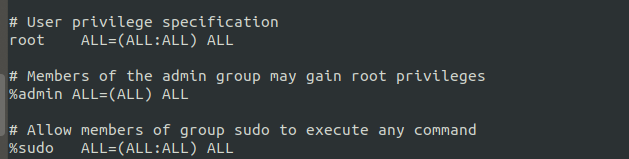 # User privilege specification
root    ALL=(ALL:ALL) ALL
# Members of the admin group may gain root privileges
%admin ALL=(ALL) ALL
# Allow members of group sudo to execute any command
%sudo   ALL=(ALL:ALL) ALL